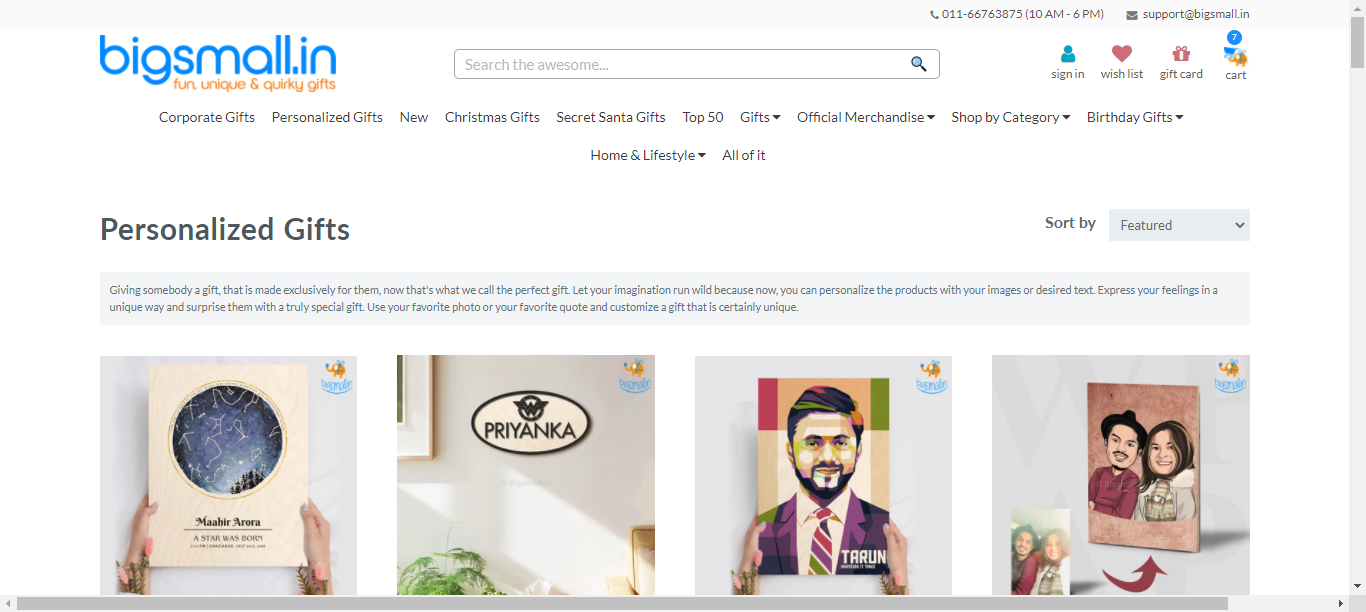 011-66763875 (10 AM - 6 PM) support@bigsmall.in
bigsmall.in
fun, unique & quirky gifts
Search the awesome...
7
sign in wish list gift card cart
Corporate Gifts Personalized Gifts New Christmas Gifts Secret Santa Gifts Top 50 Gifts Official Merchandise Shop by Category Birthday Gifts
Home & Lifestyle All of it
Personalized Gifts
Sort by Featured
Giving somebody a gift, that is made exclusively for them, now that's what we call the perfect gift. Let your imagination run wild because now, you can personalize the products with your images or desired text. Express your feelings in a
unique way and surprise them with a truly special gift. Use your favorite photo or your favorite quote and customize a gift that is certainly unique.
bigsmall.in bigsmall.in bigsmall.in bigsmall.in
PRIYANKA
Maahir Arora
A STAR WAS BORN
TARUN